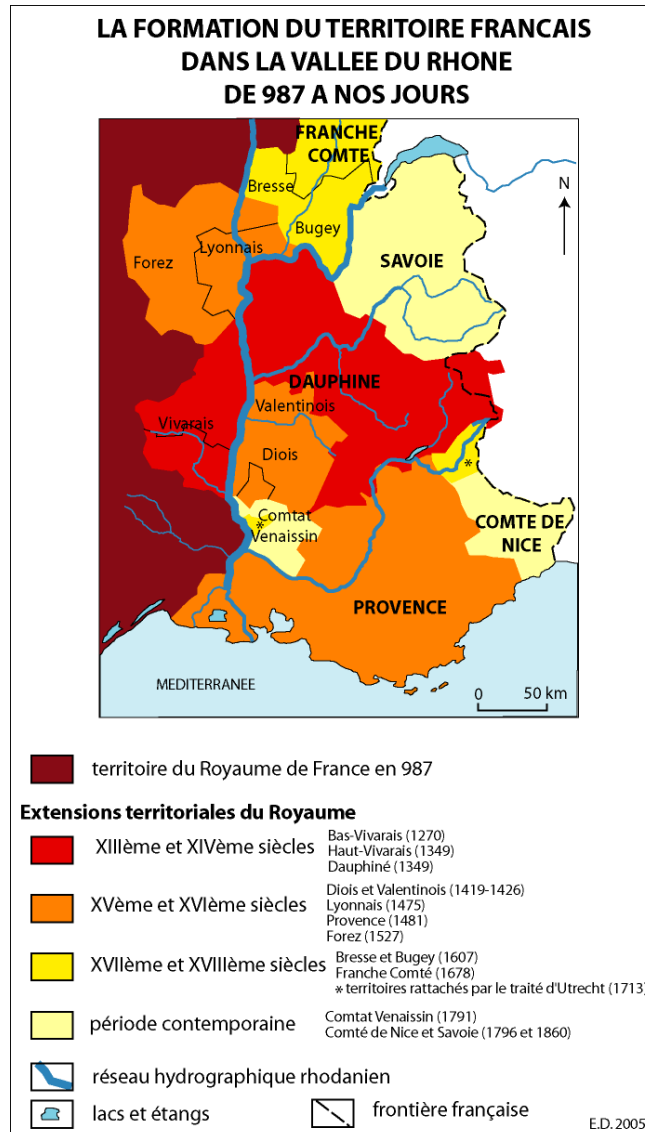 LA FORMATION DU TERRITOIRE FRANCAIS
DANS LA VALLEE DU RHONE
DE 987 A NOS JOURS
FRANCHE
COMTE
Bresse
Bugey
N
Lyonnais
Forez
SAVOIE
DAUPHINE
Valentinois
Vivarais
Diois
*
Comtat
*
Venaissin
COMTE DE
NICE
PROVENCE
MEDITERRANEE
0 50 km
territoire du Royaume de France en 987
Extensions territoriales du Royaume
XIIIème et XIVème siècles
Bas-Vivarais (1270)
Haut-Vivarais (1349)
Dauphiné (1349)
XVème et XVIème siècles
Diois et Valentinois (1419-1426)
Lyonnais (1475)
Provence (1481)
Forez (1527)
XVIIème et XVIIIème siècles
Bresse et Bugey (1607)
Franche Comté (1678)
* territoires rattachés par le traité d'Utrecht (1713)
période contemporaine
Comtat Venaissin (1791)
Comté de Nice et Savoie (1796 et 1860)
réseau hydrographique rhodanien
lacs et étangs
frontière française
E.D. 2005